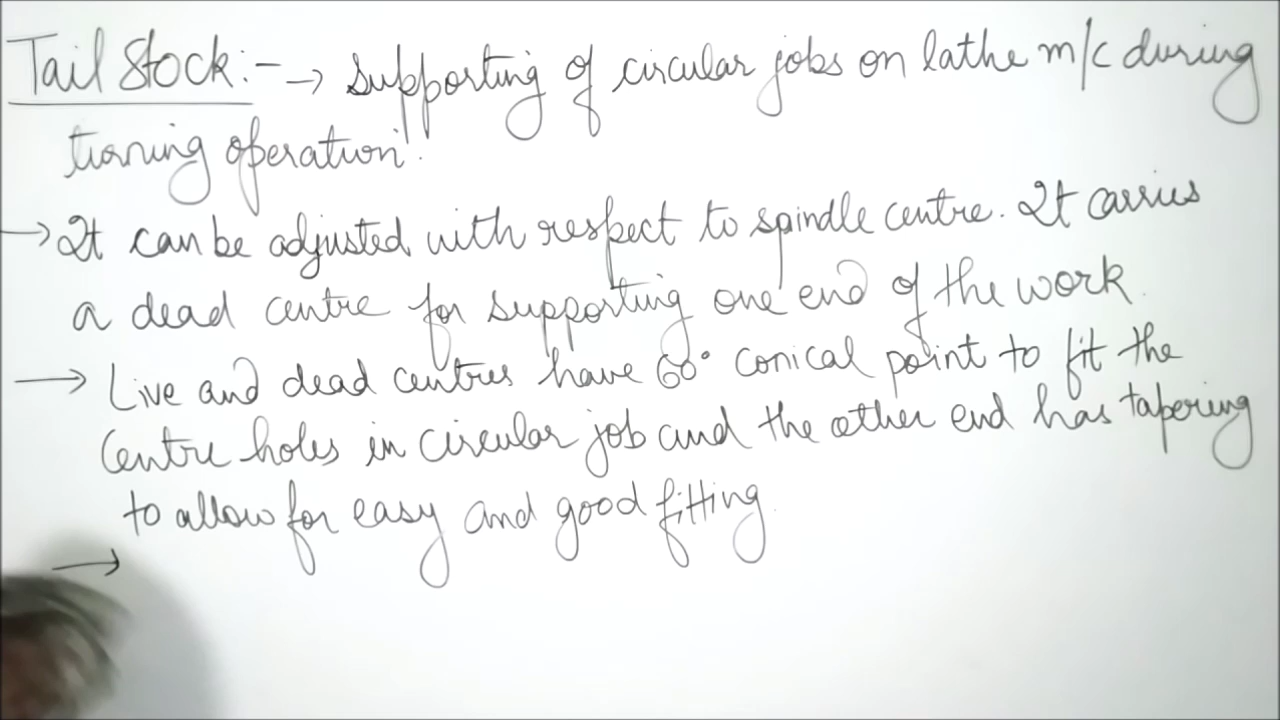 Tail Stock:- → Supporting of circular jobs on lathe m/c during
turning operation.
→ It can be adjusted with respect to spindle centre. It carries
a dead centre for supporting one end of the work.
→ Live and dead centres have 60° conical point to fit the
Centre holes in circular job and the other end has tapering
to allow for easy and good fitting.
→